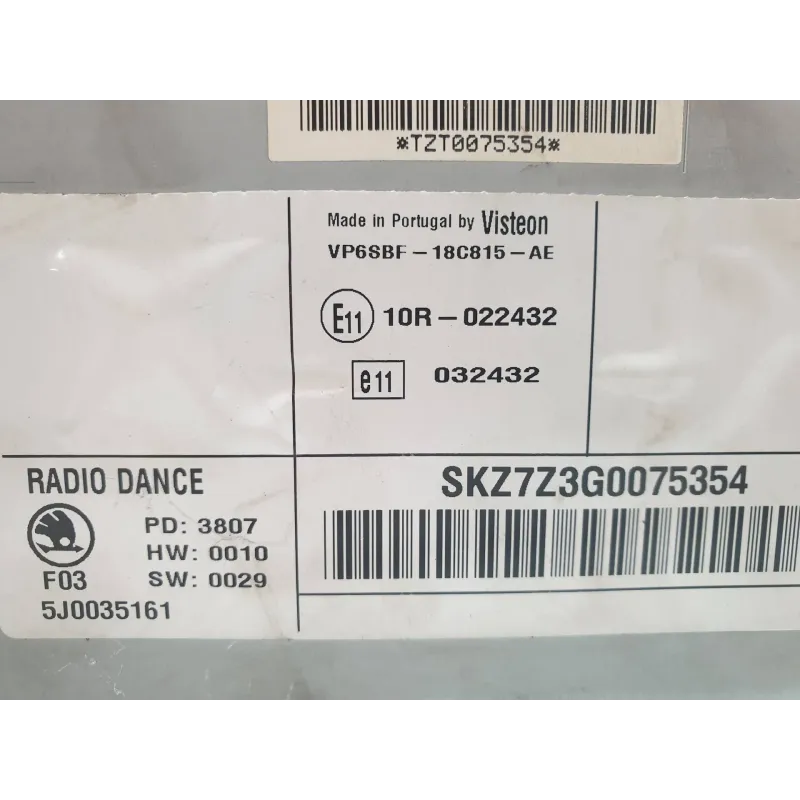 *TZT0075354*
Made in Portugal by Visteon
VP6SBF-18C815-AE
E11 10R-022432
e11 032432
RADIO DANCE
PD: 3807
HW: 0010
F03 SW: 0029
5J0035161
SKZ7Z3G0075354